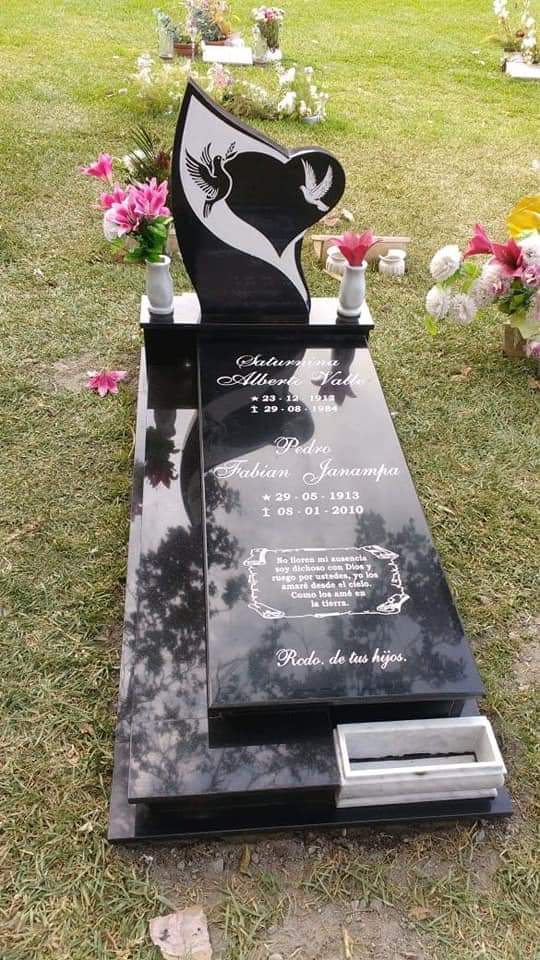 Saturnina
Alberto Valle
★ 23 - 12 - 1912
✝ 29 - 08 - 1984
Pedro
Fabian Janampa
★ 29 - 05 - 1913
✝ 08 - 01 - 2010
No lloren mi ausencia
soy dichoso con Dios y
ruego por ustedes, yo los
amaré desde el cielo.
Como los amé en
la tierra.
Rcdo. de tus hijos.